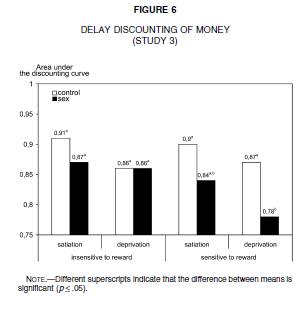 FIGURE 6
DELAY DISCOUNTING OF MONEY
(STUDY 3)
Area under
the discounting curve
1
control
sex
0,95
0,91ª
0,9ª
0,9
0,87ª
0,87ª
0,86ª 0,86ª
0,84ª,ᵇ
0,85
0,8
0,78ᵇ
0,75
satiation deprivation satiation deprivation
insensitive to reward sensitive to reward
NOTE.—Different superscripts indicate that the difference between means is
significant (p ≤ .05).